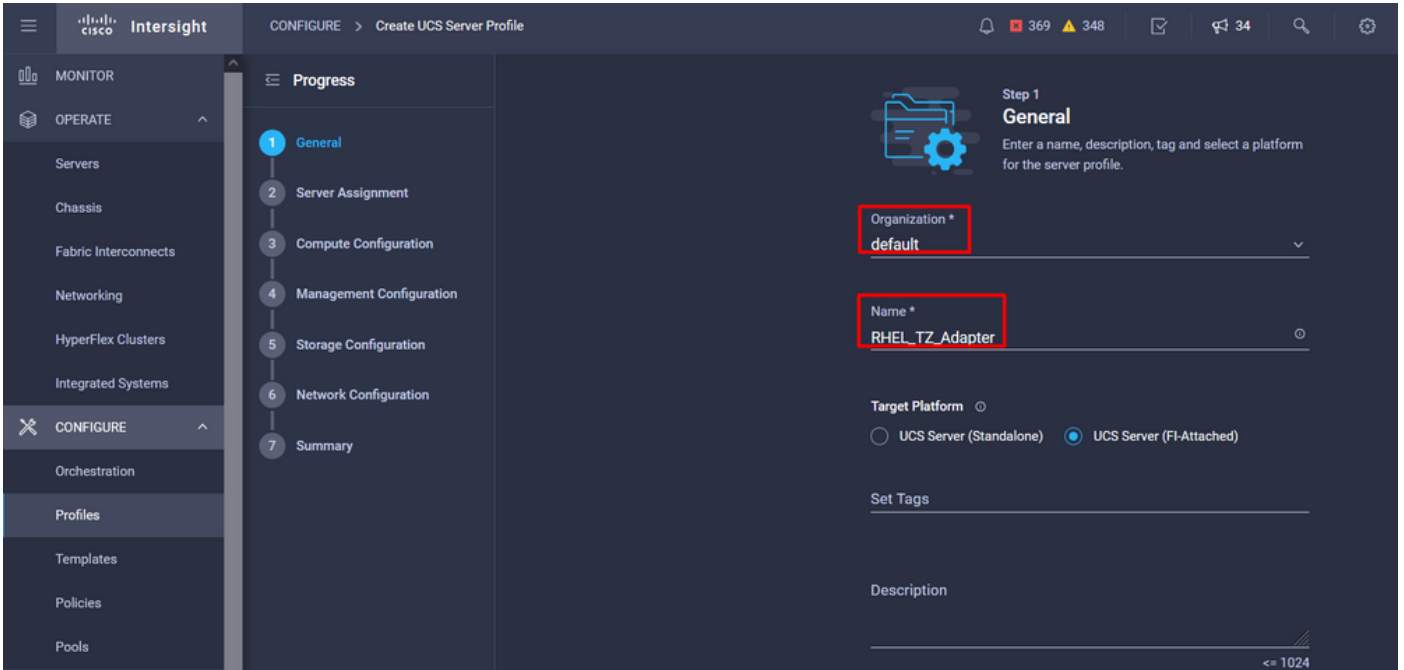 cisco Intersight
CONFIGURE > Create UCS Server Profile
369 348
34
MONITOR
OPERATE
Servers
Chassis
Fabric Interconnects
Networking
HyperFlex Clusters
Integrated Systems
CONFIGURE
Orchestration
Profiles
Templates
Policies
Pools
Progress
1 General
2 Server Assignment
3 Compute Configuration
4 Management Configuration
5 Storage Configuration
6 Network Configuration
7 Summary
Step 1
General
Enter a name, description, tag and select a platform
for the server profile.
Organization *
default
Name *
RHEL_TZ_Adapter
Target Platform
UCS Server (Standalone) UCS Server (FI-Attached)
Set Tags
Description
<= 1024